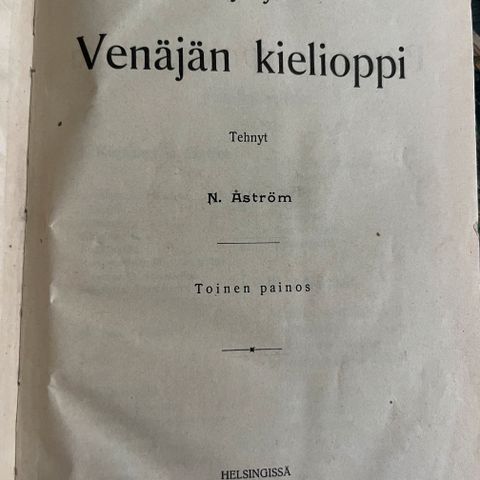 Venäjän kielioppi
Tehnyt
N. Åström
Toinen painos
HELSINGISSÄ